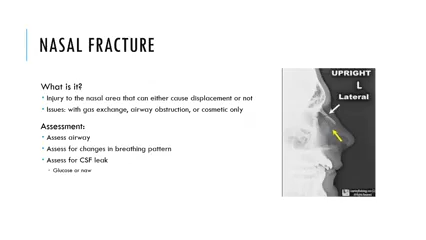 NASAL FRACTURE
What is it?
Injury to the nasal area that can either cause displacement or not
Issues: with gas exchange, airway obstruction, or cosmetic only
Assessment:
Assess airway
Assess for changes in breathing pattern
Assess for CSF leak
Glucose or naw
UPRIGHT
L
Lateral